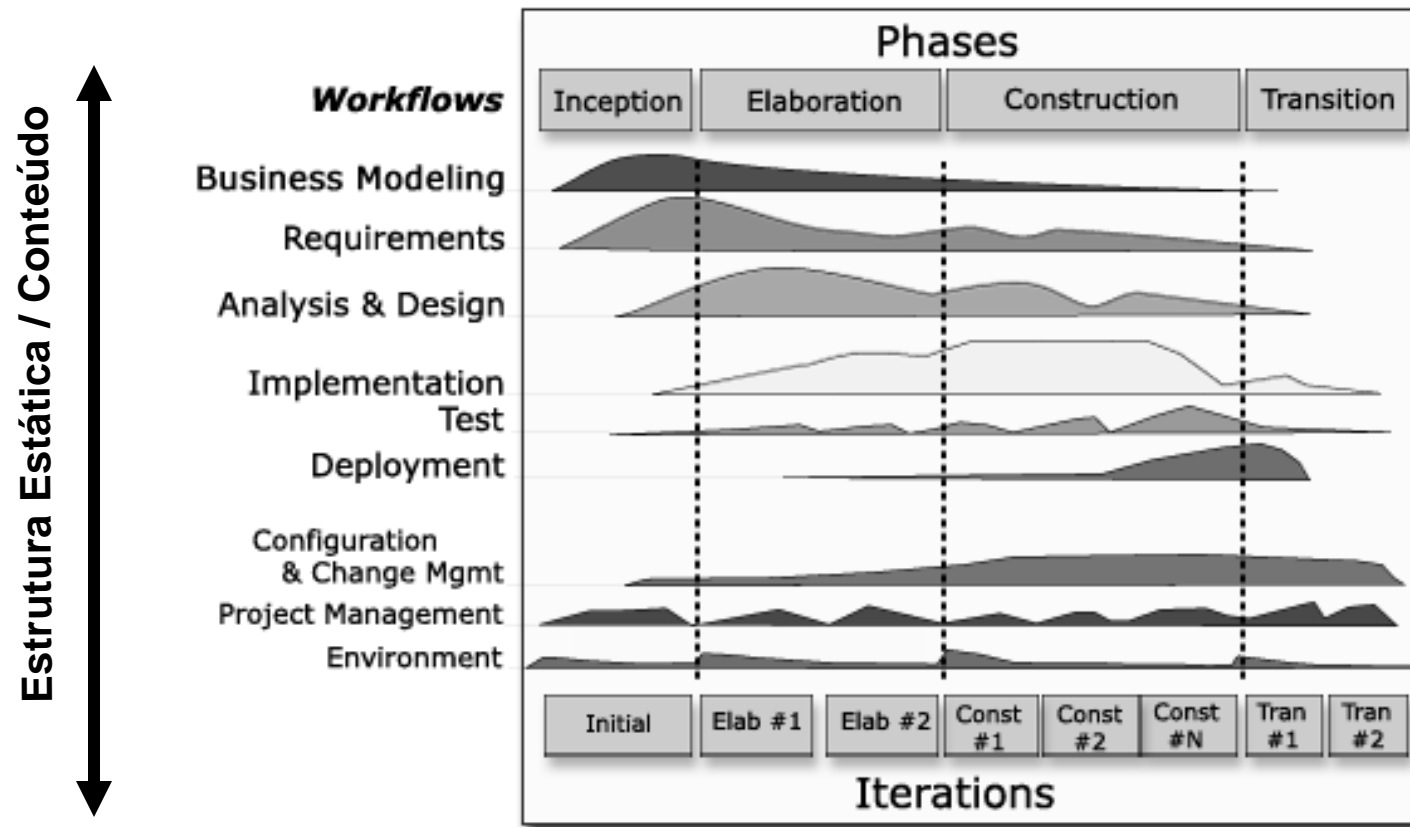 Estrutura Estática / Conteúdo
Phases
Workflows
Inception
Elaboration
Construction
Transition
Business Modeling
Requirements
Analysis & Design
Implementation
Test
Deployment
Configuration
& Change Mgmt
Project Management
Environment
Initial
Elab #1
Elab #2
Const
#1
Const
#2
Const
#N
Tran
#1
Tran
#2
Iterations